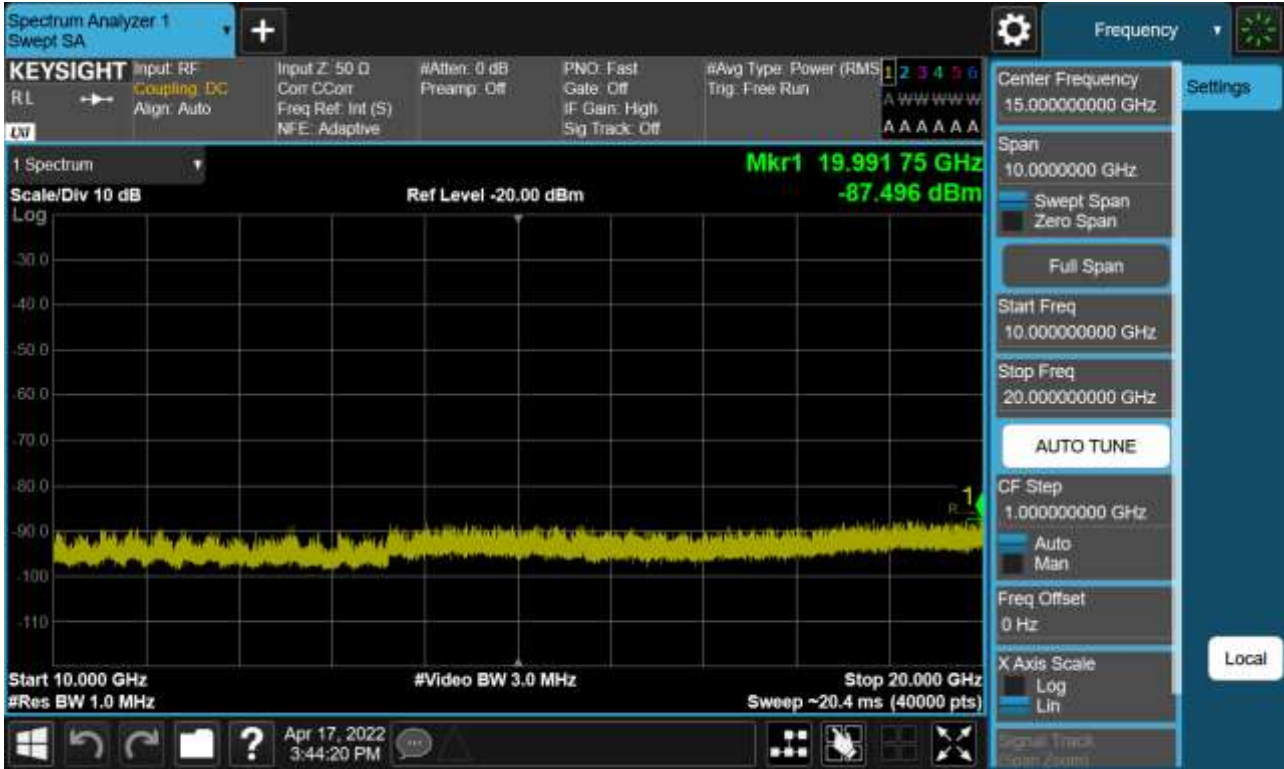 Spectrum Analyzer 1
Swept SA
+
Frequency
KEYSIGHT
RL
LXI
Input: RF
Coupling: DC
Align: Auto
Input Z: 50 Ω
Corr CCorr
Freq Ref: Int (S)
NFE: Adaptive
#Atten: 0 dB
Preamp: Off
PNO: Fast
Gate: Off
IF Gain: High
Sig Track: Off
#Avg Type: Power (RMS
Trig: Free Run
1 2 3 4 5 6
A W W W W W
A A A A A A
1 Spectrum
Scale/Div 10 dB
Ref Level -20.00 dBm
Mkr1 19.991 75 GHz
-87.496 dBm
Log
-30.0
-40.0
-50.0
-60.0
-70.0
-80.0
-90.0
-100
-110
1
Start 10.000 GHz
#Video BW 3.0 MHz
Stop 20.000 GHz
#Res BW 1.0 MHz
Sweep ~20.4 ms (40000 pts)
Center Frequency
15.000000000 GHz
Settings
Span
10.0000000 GHz
Swept Span
Zero Span
Full Span
Start Freq
10.000000000 GHz
Stop Freq
20.000000000 GHz
AUTO TUNE
CF Step
1.000000000 GHz
Auto
Man
Freq Offset
0 Hz
X Axis Scale
Log
Lin
Local
Signal Track
(Span Zoom)
?
Apr 17, 2022
3:44:20 PM